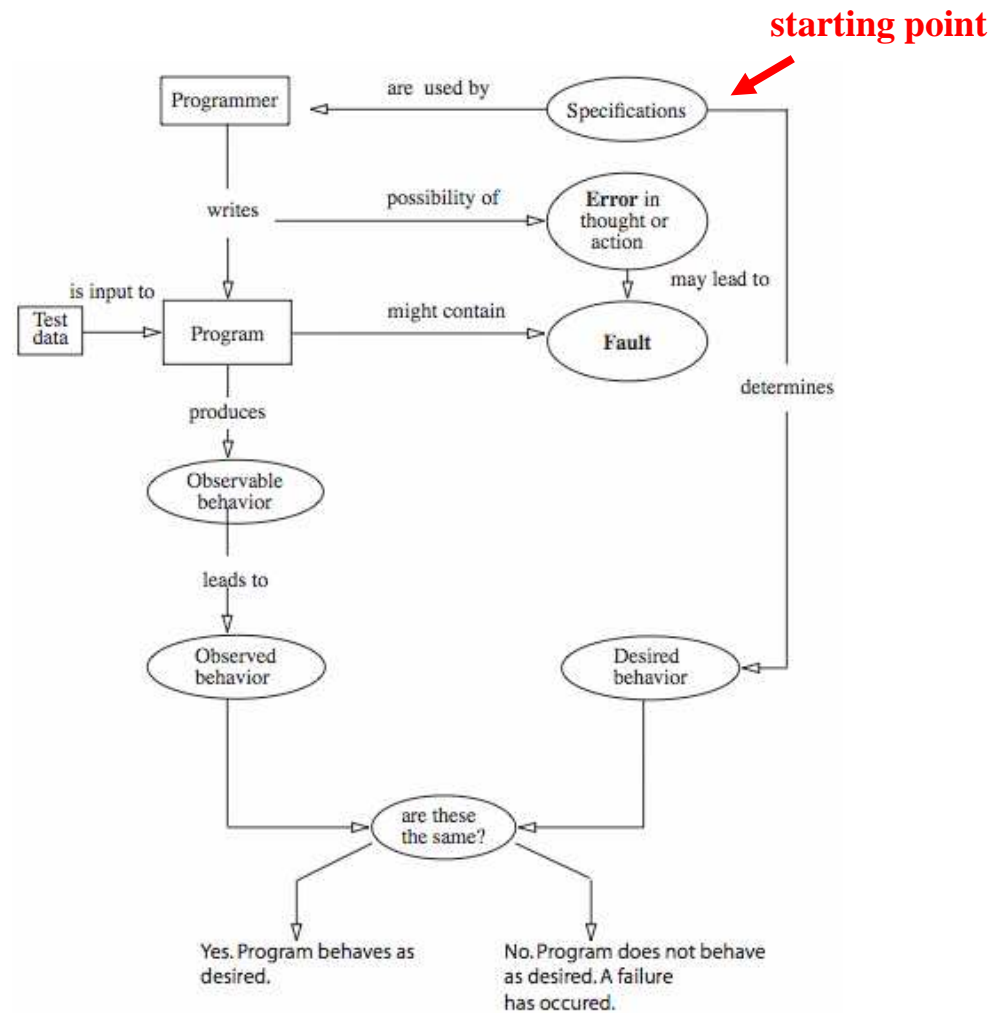 starting point
are used by
Programmer
Specifications
possibility of
Error in
thought or
action
writes
may lead to
is input to
might contain
Test
data
Program
Fault
determines
produces
Observable
behavior
leads to
Observed
behavior
Desired
behavior
are these
the same?
Yes. Program behaves as
desired.
No. Program does not behave
as desired. A failure
has occured.